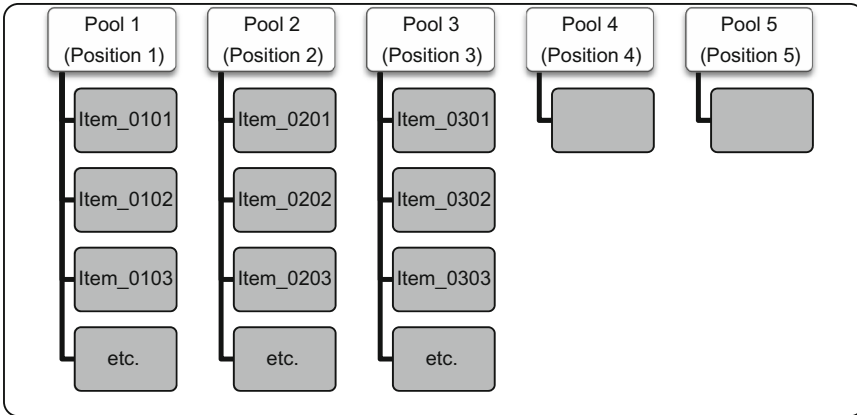 Pool 1
(Position 1)
Pool 2
(Position 2)
Pool 3
(Position 3)
Pool 4
(Position 4)
Pool 5
(Position 5)
Item_0101
Item_0201
Item_0301
Item_0102
Item_0202
Item_0302
Item_0103
Item_0203
Item_0303
etc.
etc.
etc.